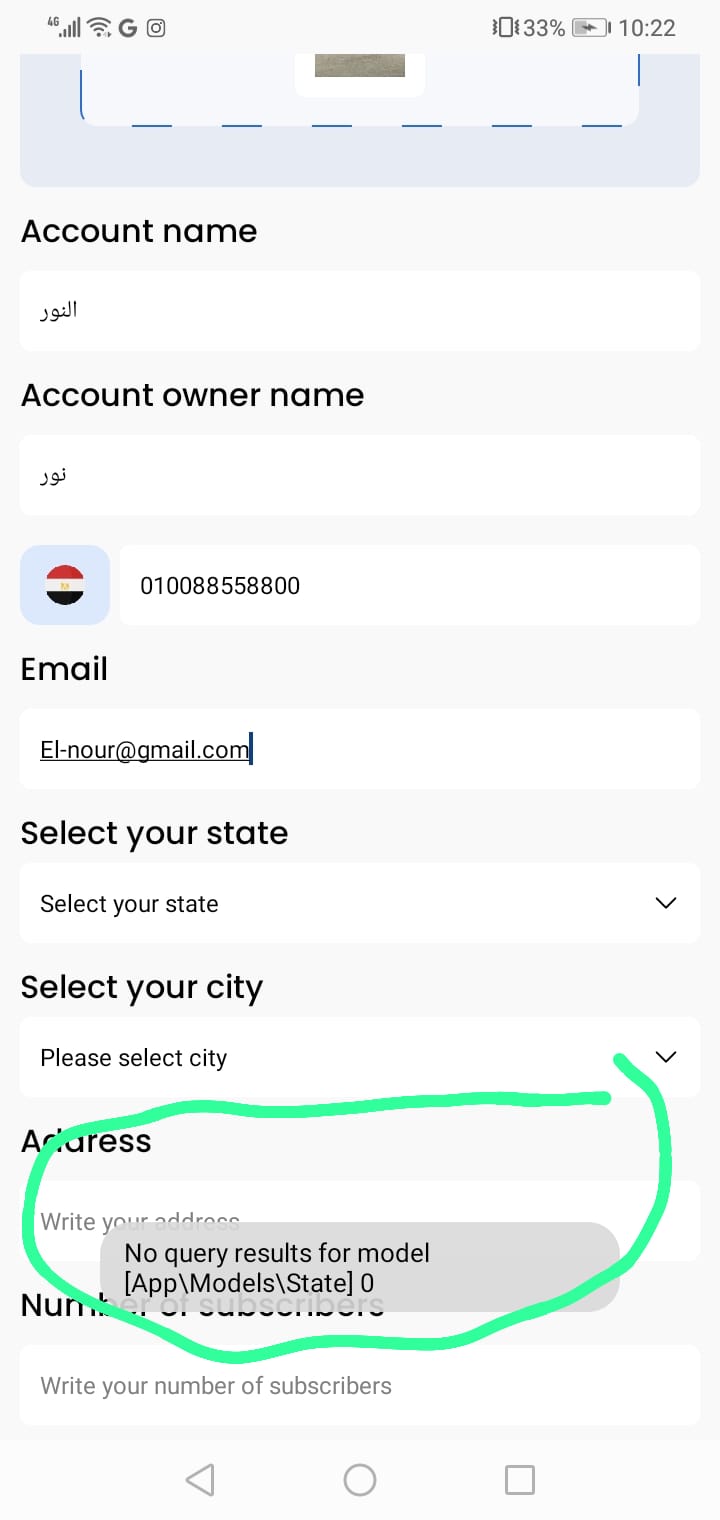 4G 33% 10:22
Account name
النور
Account owner name
نور
010088558800
Email
El-nour@gmail.com
Select your state
Select your state
Select your city
Please select city
Address
Write your address
No query results for model
[App\Models\State] 0
Number of subscribers
Write your number of subscribers